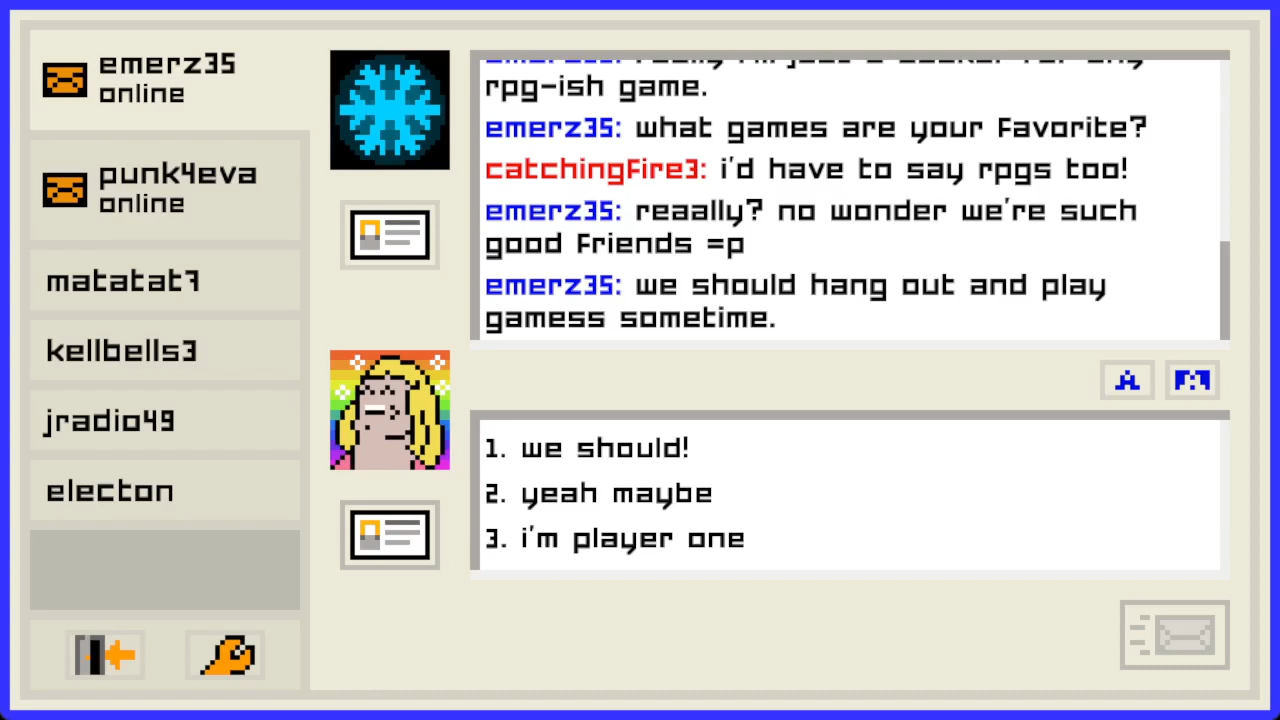 emerz35
online
punk4eva
online
matatat7
kellbells3
jradio49
electon
rpg-ish game.
emerz35: what games are your favorite?
catchingfire3: i'd have to say rpgs too!
emerz35: reaally? no wonder we're such
good friends =p
emerz35: we should hang out and play
gamess sometime.
A
A
1. we should!
2. yeah maybe
3. i'm player one